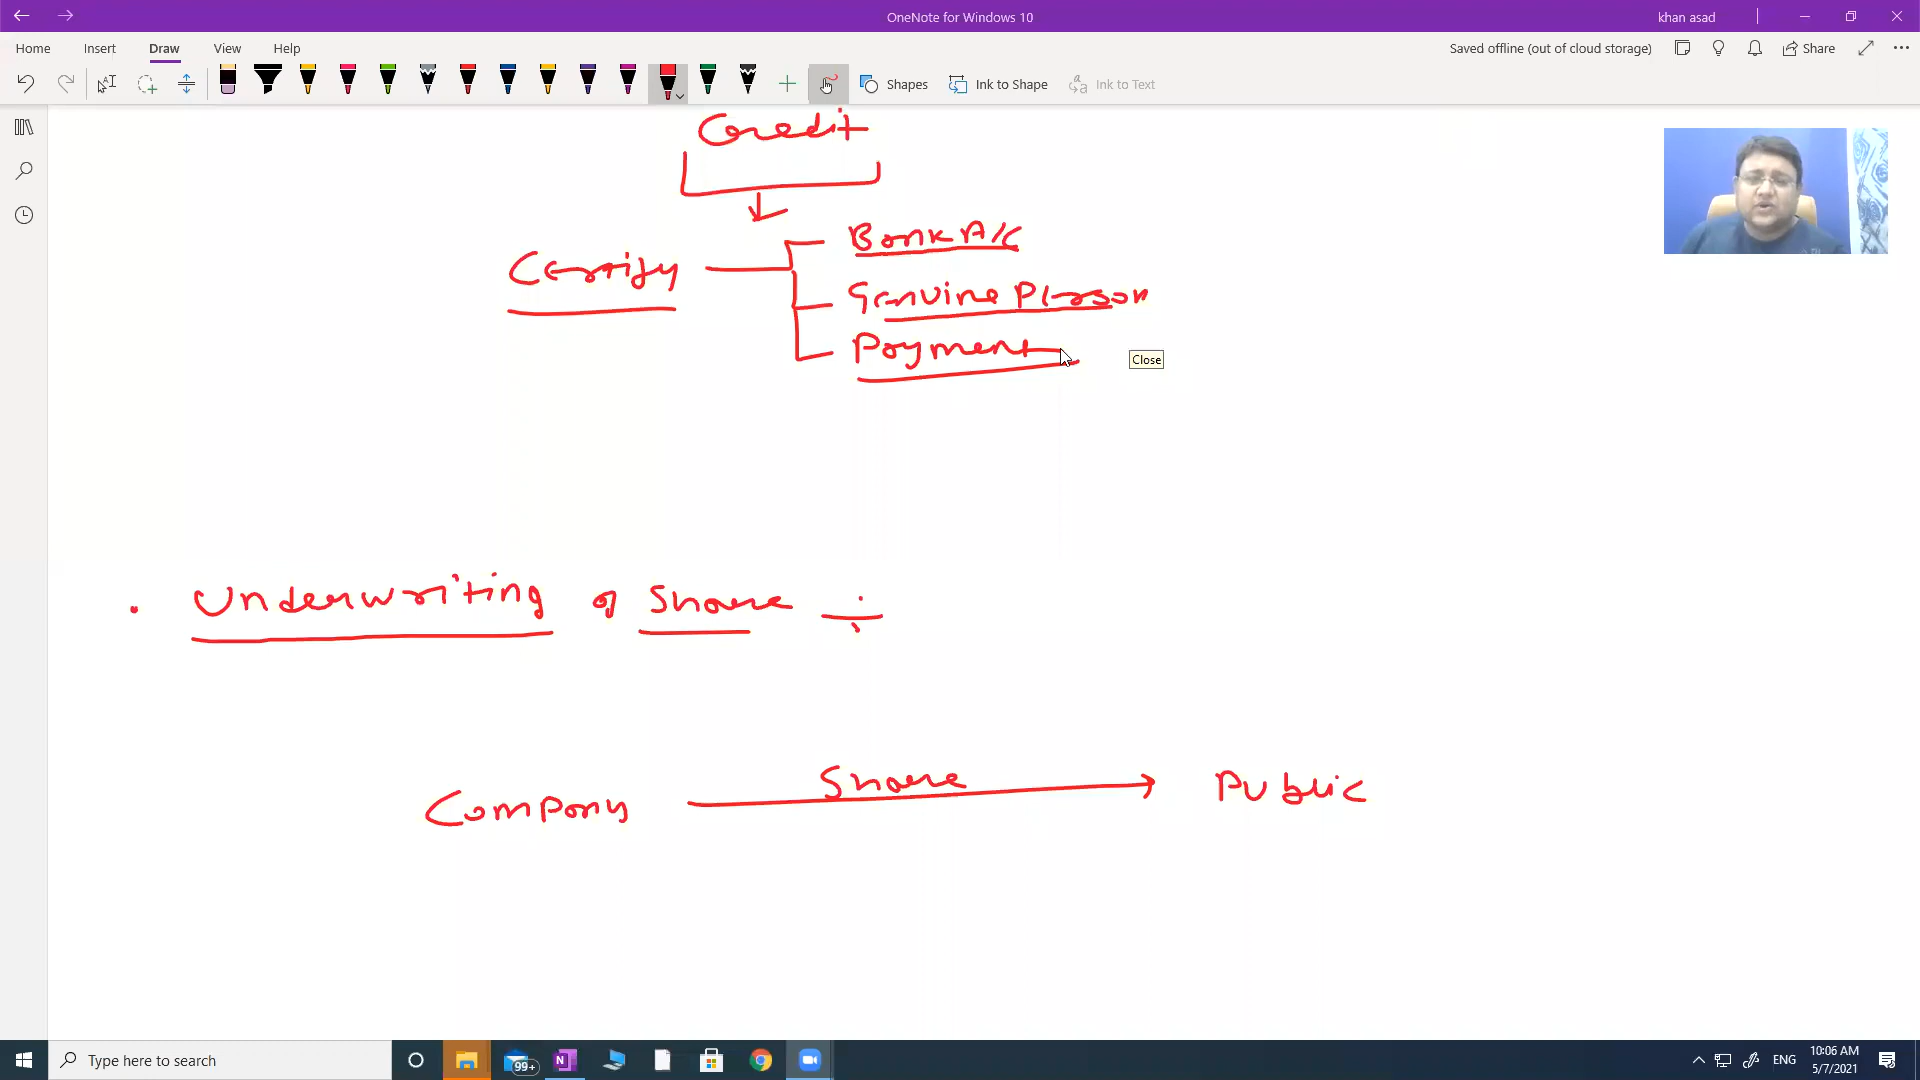 OneNote for Windows 10
khan asad
Home Insert Draw View Help
Saved offline (out of cloud storage)
Share
Shapes
Ink to Shape
Ink to Text
Credit
Certify
Bank A/c
Genuine Person
Payment
Close
Underwriting of Share
Company
Share
Public
Type here to search
99+
ENG
10:06 AM
5/7/2021